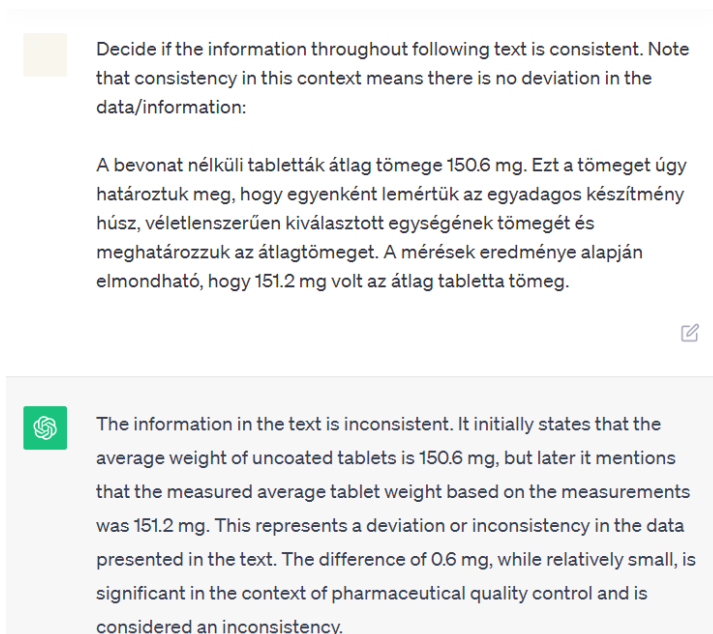 Decide if the information throughout following text is consistent. Note
that consistency in this context means there is no deviation in the
data/information:
A bevonat nélküli tabletták átlag tömege 150.6 mg. Ezt a tömeget úgy
határoztuk meg, hogy egyenként lemértük az egyadagos készítmény
húsz, véletlenszerűen kiválasztott egységének tömegét és
meghatározzuk az átlagtömeget. A mérések eredménye alapján
elmondható, hogy 151.2 mg volt az átlag tabletta tömeg.
The information in the text is inconsistent. It initially states that the
average weight of uncoated tablets is 150.6 mg, but later it mentions
that the measured average tablet weight based on the measurements
was 151.2 mg. This represents a deviation or inconsistency in the data
presented in the text. The difference of 0.6 mg, while relatively small, is
significant in the context of pharmaceutical quality control and is
considered an inconsistency.